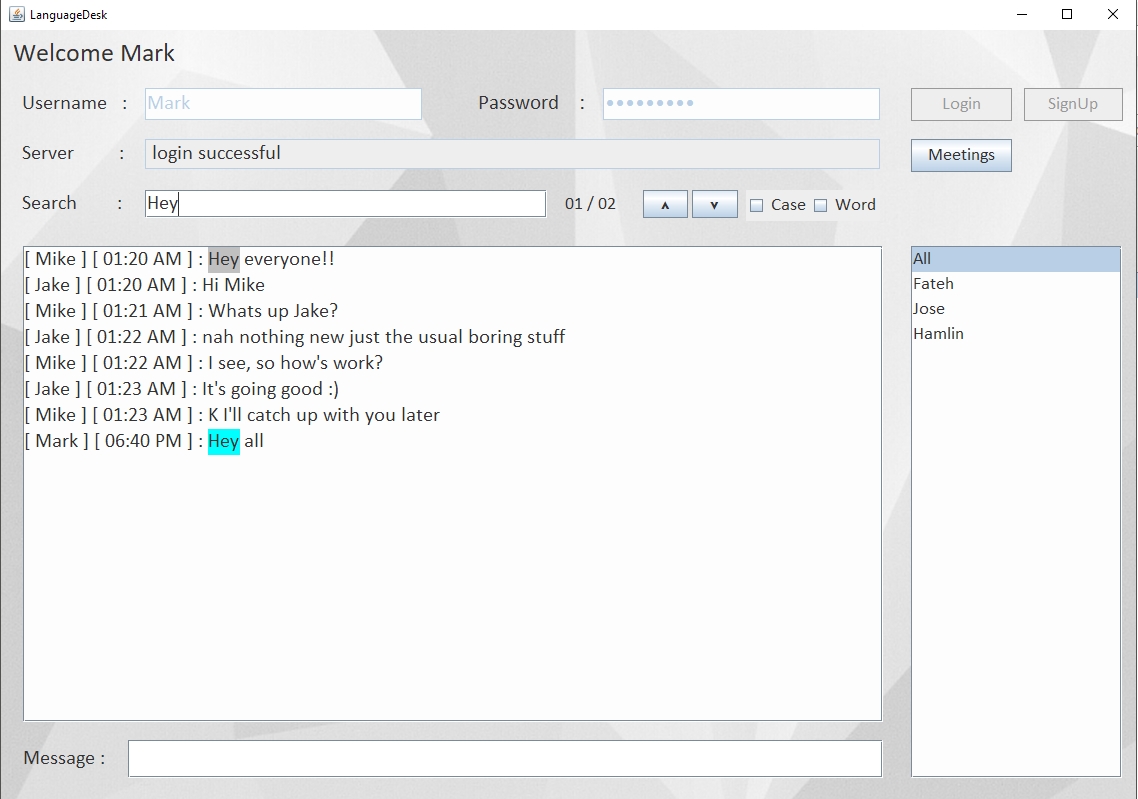 LanguageDesk
Welcome Mark
Username : Mark Password : ●●●●●●●●● Login SignUp
Server : login successful Meetings
Search : Hey 01 / 02 ʌ v Case Word
[ Mike ] [ 01:20 AM ] : Hey everyone!!
[ Jake ] [ 01:20 AM ] : Hi Mike
[ Mike ] [ 01:21 AM ] : Whats up Jake?
[ Jake ] [ 01:22 AM ] : nah nothing new just the usual boring stuff
[ Mike ] [ 01:22 AM ] : I see, so how's work?
[ Jake ] [ 01:23 AM ] : It's going good :)
[ Mike ] [ 01:23 AM ] : K I'll catch up with you later
[ Mark ] [ 06:40 PM ] : Hey all
All
Fateh
Jose
Hamlin
Message :